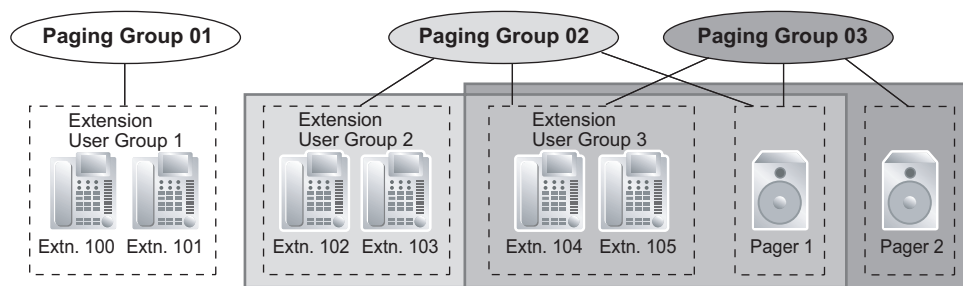 Paging Group 01
Paging Group 02
Paging Group 03
Extension
User Group 1
Extension
User Group 2
Extension
User Group 3
Extn. 100
Extn. 101
Extn. 102
Extn. 103
Extn. 104
Extn. 105
Pager 1
Pager 2